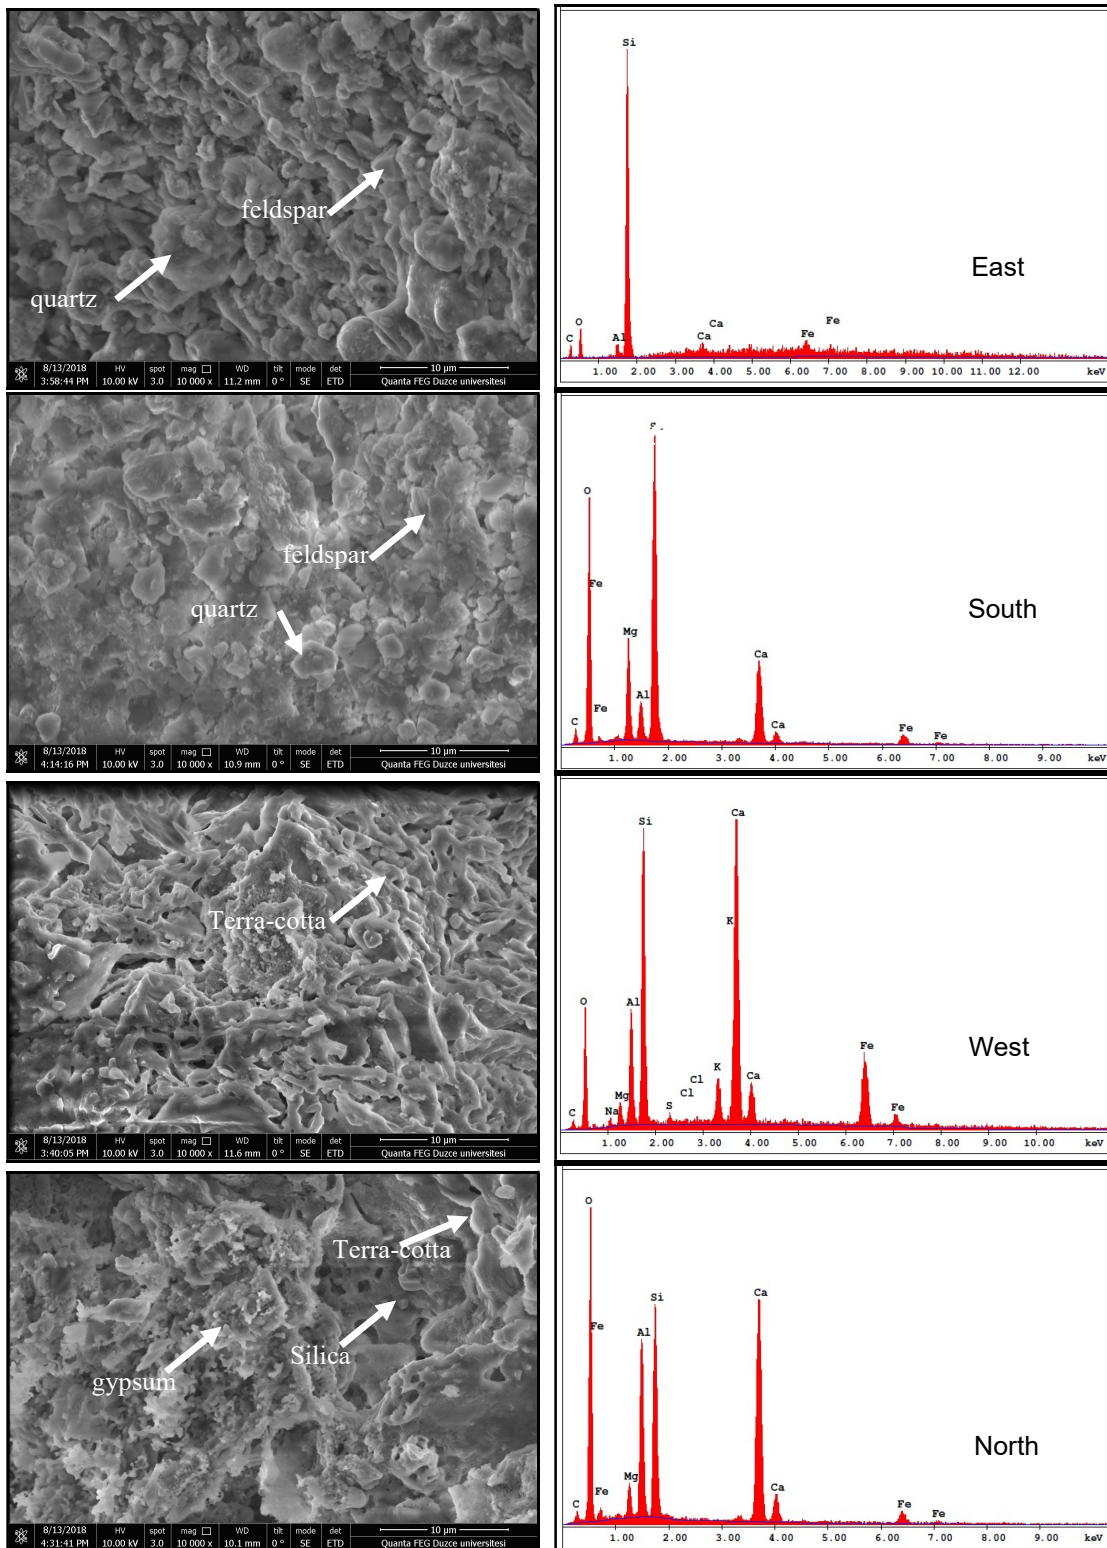 feldspar
quartz
8/13/2018 HV spot mag WD tilt mode det 10 µm
3:58:44 PM 10.00 kV 3.0 10 000 x 11.2 mm 0 ° SE ETD Quanta FEG Duzce universitesi
Si
East
O
C
Al
Ca
Ca
Fe
Fe
1.00 2.00 3.00 4.00 5.00 6.00 7.00 8.00 9.00 10.00 11.00 12.00 keV
feldspar
quartz
8/13/2018 HV spot mag WD tilt mode det 10 µm
4:14:16 PM 10.00 kV 3.0 10 000 x 10.9 mm 0 ° SE ETD Quanta FEG Duzce universitesi
O
Fe
South
Mg
Ca
Al
Fe
C
Ca
Fe
Fe
1.00 2.00 3.00 4.00 5.00 6.00 7.00 8.00 9.00 keV
Terra-cotta
8/13/2018 HV spot mag WD tilt mode det 10 µm
3:40:05 PM 10.00 kV 3.0 10 000 x 11.6 mm 0 ° SE ETD Quanta FEG Duzce universitesi
Ca
Si
K
O
Al
West
Fe
K
Cl
Ca
Cl
Mg
Na
S
C
Fe
1.00 2.00 3.00 4.00 5.00 6.00 7.00 8.00 9.00 10.00 keV
Terra-cotta
Silica
gypsum
8/13/2018 HV spot mag WD tilt mode det 10 µm
4:31:41 PM 10.00 kV 3.0 10 000 x 10.1 mm 0 ° SE ETD Quanta FEG Duzce universitesi
O
Ca
Si
Fe
Al
North
Mg
Ca
Fe
C
Fe
Fe
1.00 2.00 3.00 4.00 5.00 6.00 7.00 8.00 9.00 10.00 keV